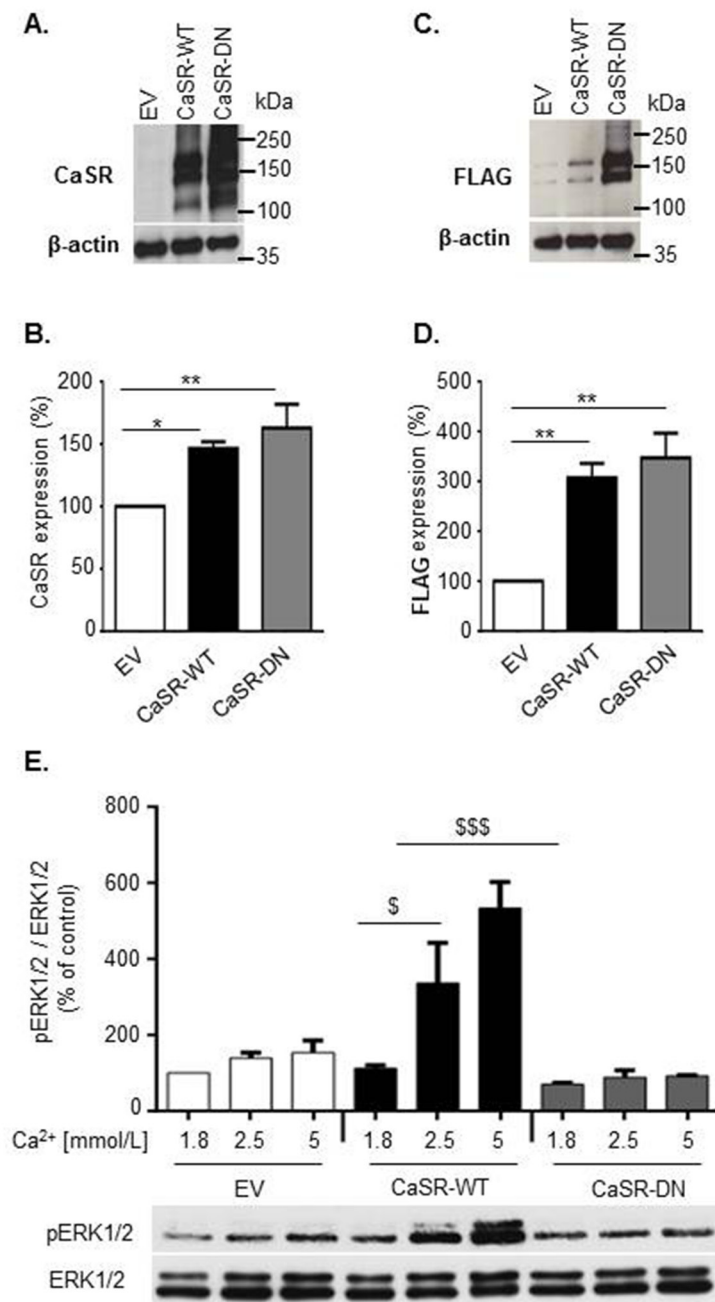 A.
EV
CaSR-WT
CaSR-DN
kDa
250
150
100
CaSR
β-actin
35
C.
EV
CaSR-WT
CaSR-DN
kDa
250
150
100
FLAG
β-actin
35
B.
CaSR expression (%)
200
150
100
50
0
**
*
EV
CaSR-WT
CaSR-DN
D.
FLAG expression (%)
500
400
300
200
100
0
**
**
EV
CaSR-WT
CaSR-DN
E.
pERK1/2 / ERK1/2
(% of control)
800
600
400
200
0
$$$
$
Ca²⁺ [mmol/L] 1.8 2.5 5 1.8 2.5 5 1.8 2.5 5
EV CaSR-WT CaSR-DN
pERK1/2
ERK1/2